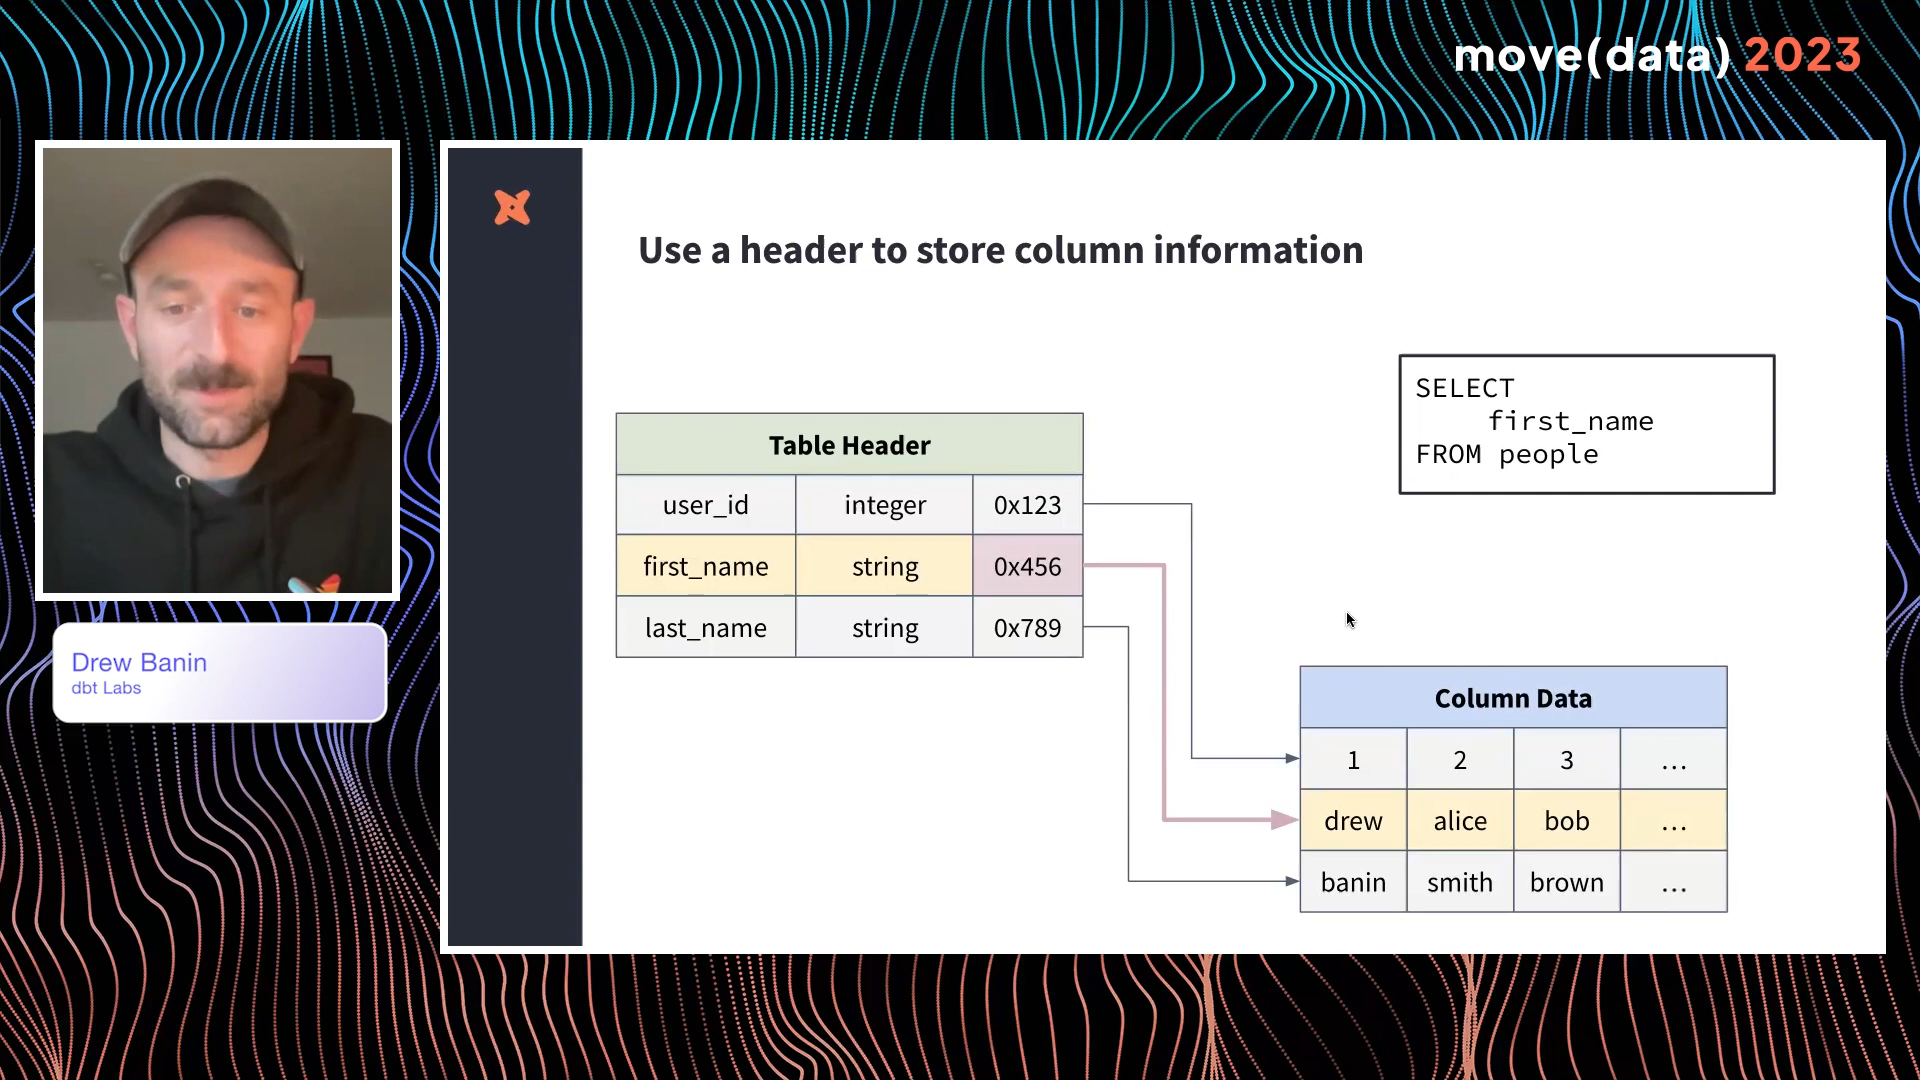 move(data) 2023
Drew Banin
dbt Labs
Use a header to store column information
SELECT
first_name
FROM people
Table Header
user_id integer 0x123
first_name string 0x456
last_name string 0x789
Column Data
1 2 3 ...
drew alice bob ...
banin smith brown ...